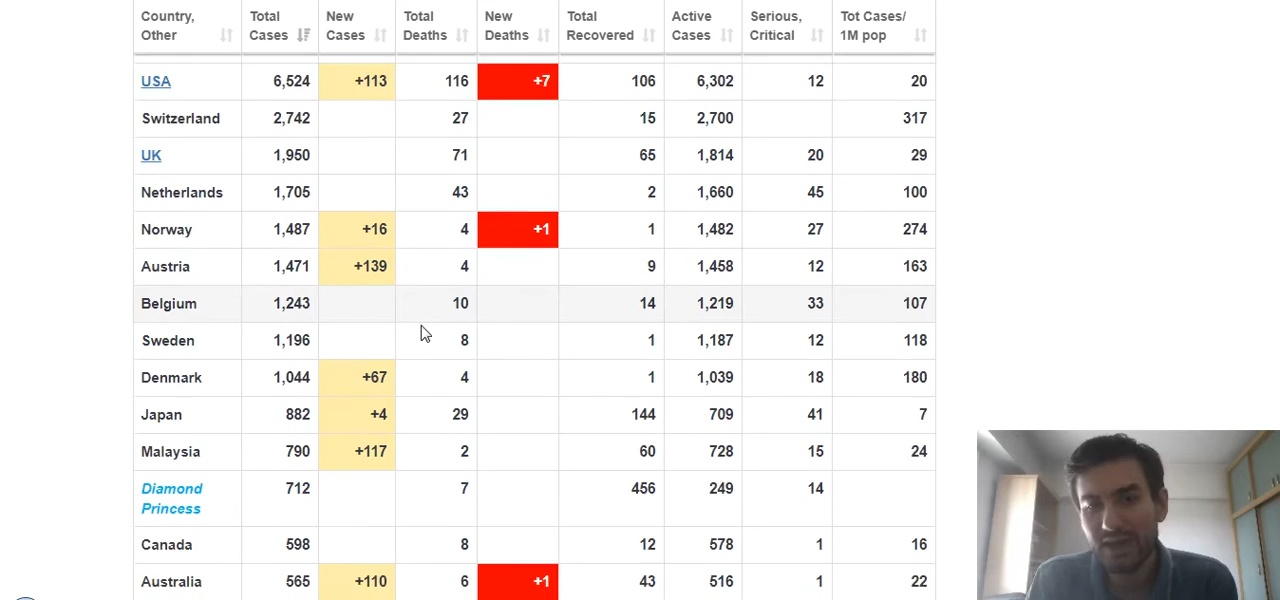 Country, Other Total Cases New Cases Total Deaths New Deaths Total Recovered Active Cases Serious, Critical Tot Cases/ 1M pop
USA 6,524 +113 116 +7 106 6,302 12 20
Switzerland 2,742 27 15 2,700 317
UK 1,950 71 65 1,814 20 29
Netherlands 1,705 43 2 1,660 45 100
Norway 1,487 +16 4 +1 1 1,482 27 274
Austria 1,471 +139 4 9 1,458 12 163
Belgium 1,243 10 14 1,219 33 107
Sweden 1,196 8 1 1,187 12 118
Denmark 1,044 +67 4 1 1,039 18 180
Japan 882 +4 29 144 709 41 7
Malaysia 790 +117 2 60 728 15 24
Diamond Princess 712 7 456 249 14
Canada 598 8 12 578 1 16
Australia 565 +110 6 +1 43 516 1 22